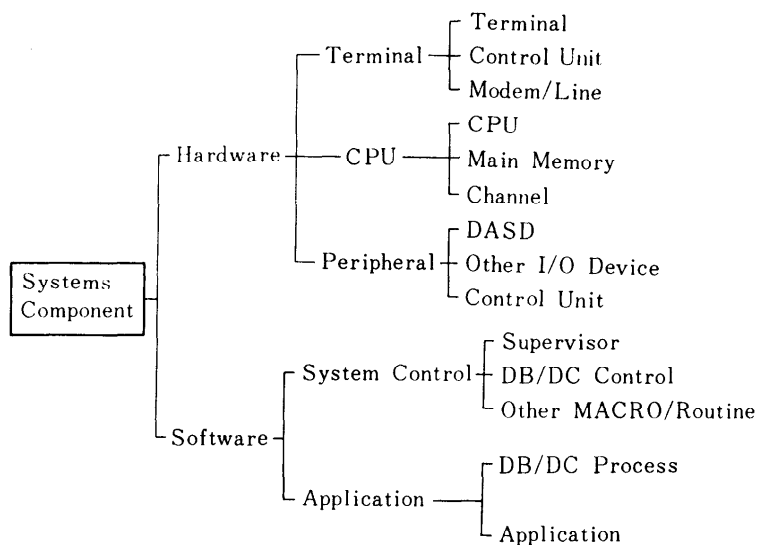 Terminal
Terminal
Control Unit
Modem/Line
Hardware
CPU
CPU
Main Memory
Channel
Peripheral
DASD
Other I/O Device
Control Unit
Systems
Component
Software
System Control
Supervisor
DB/DC Control
Other MACRO/Routine
Application
DB/DC Process
Application